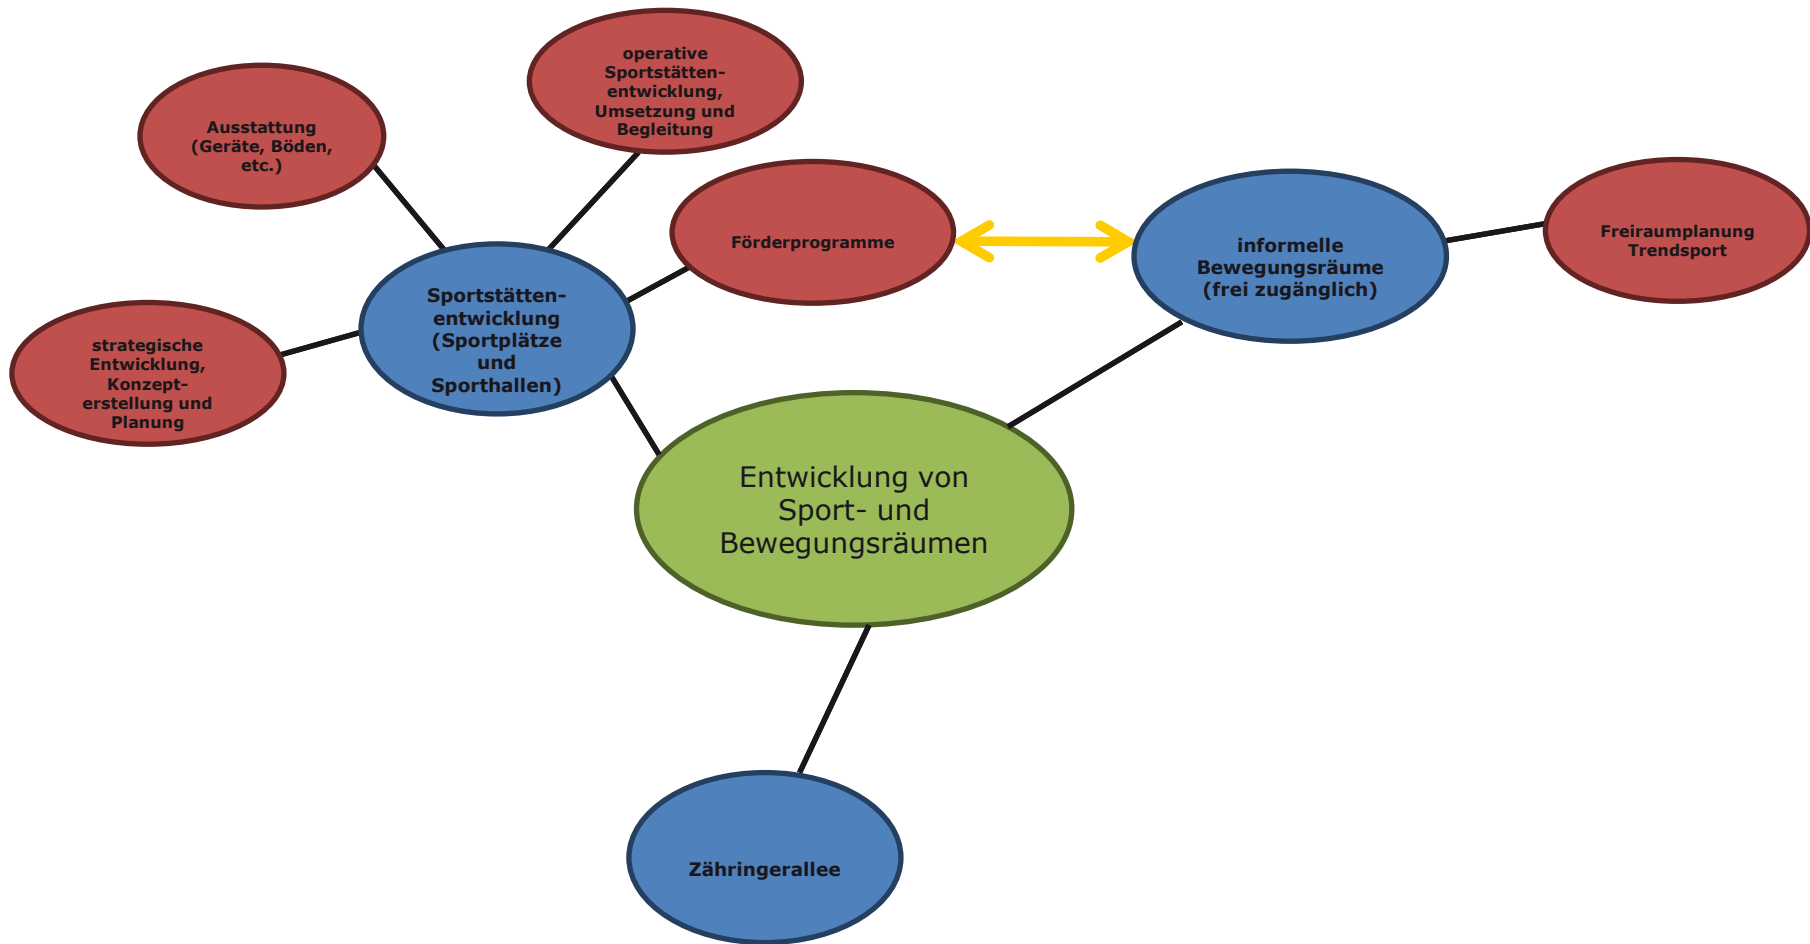 operative
Sportstätten-
entwicklung,
Umsetzung und
Begleitung
Ausstattung
(Geräte, Böden,
etc.)
Förderprogramme
informelle
Bewegungsräume
(frei zugänglich)
Freiraumplanung
Trendsport
Sportstätten-
entwicklung
(Sportplätze
und
Sporthallen)
strategische
Entwicklung,
Konzept-
erstellung und
Planung
Entwicklung von
Sport- und
Bewegungsräumen
Zähringerallee